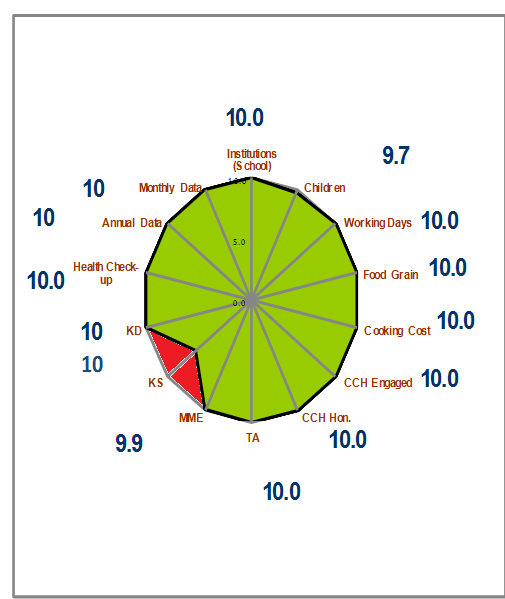 10.0
Institutions
(School)
10.0
9.7
Children
10
Monthly Data
10
Annual Data
Working Days
10.0
5.0
10.0
Health Check-
up
Food Grain
10.0
0.0
10
KD
Cooking Cost
10.0
10
KS
CCH Engaged
10.0
MME
CCH Hon.
9.9
TA
10.0
10.0